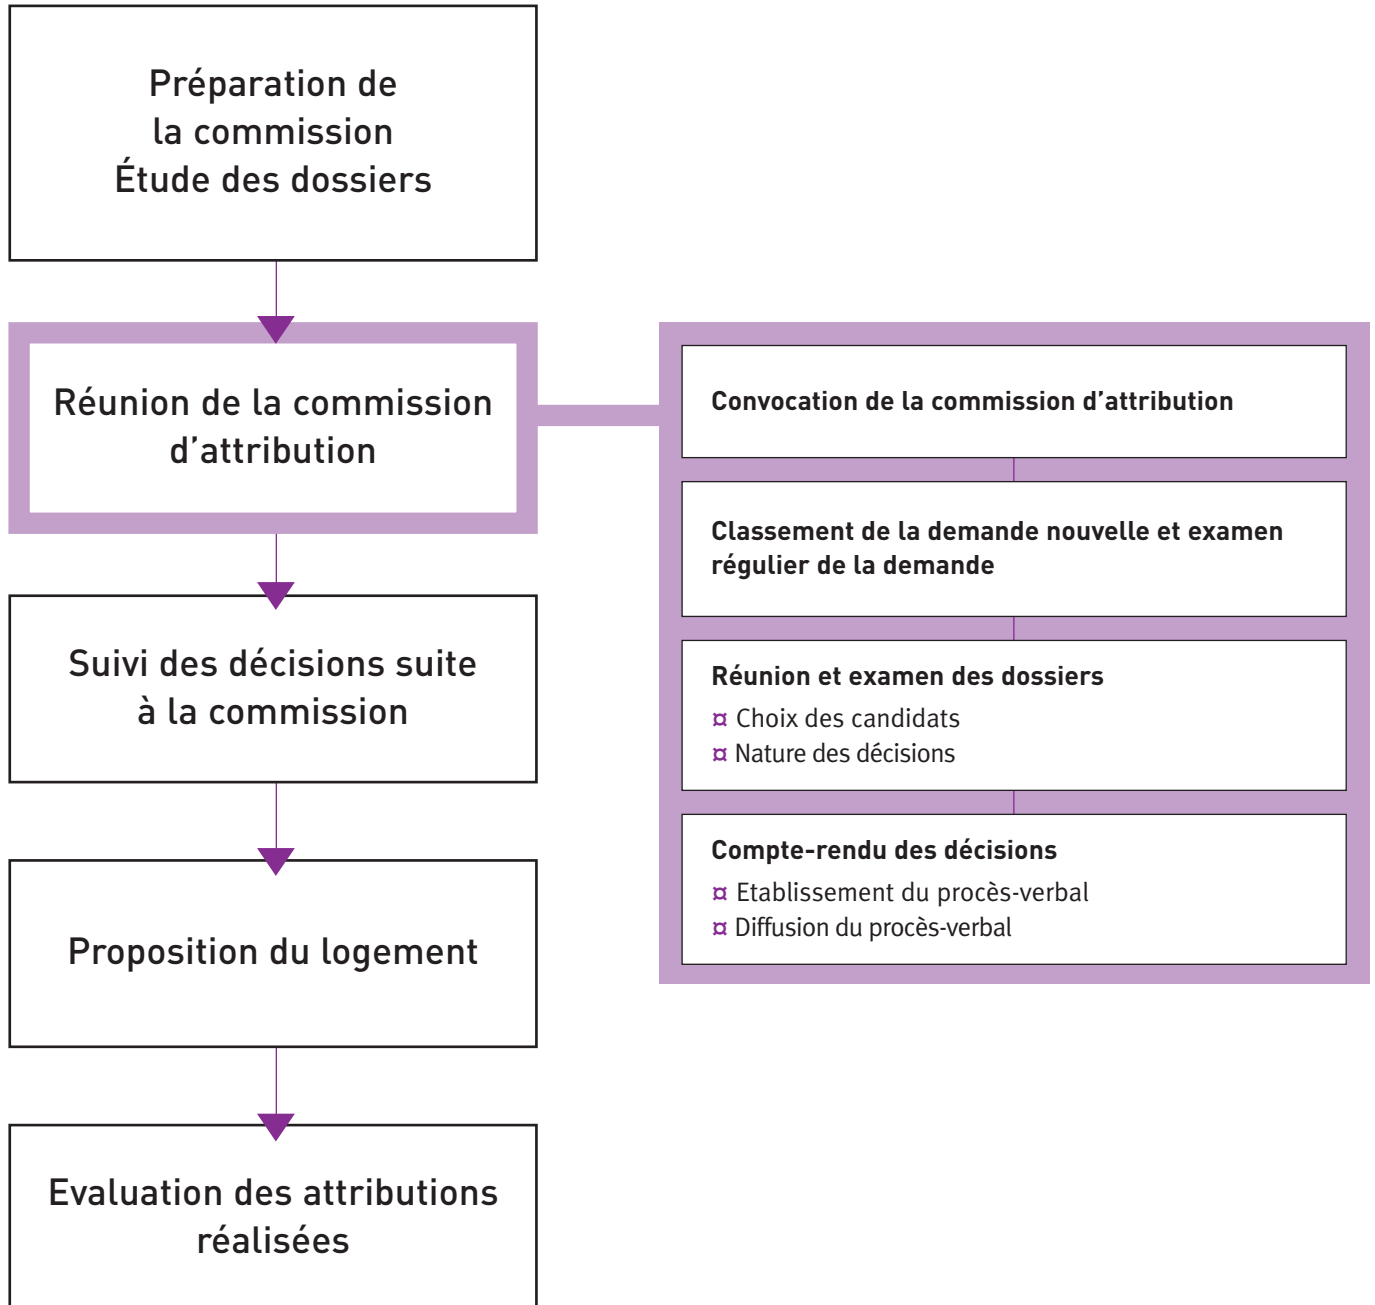 Préparation de
la commission
Étude des dossiers
Réunion de la commission
d’attribution
Suivi des décisions suite
à la commission
Proposition du logement
Evaluation des attributions
réalisées
Convocation de la commission d’attribution
Classement de la demande nouvelle et examen
régulier de la demande
Réunion et examen des dossiers
¤ Choix des candidats
¤ Nature des décisions
Compte-rendu des décisions
¤ Etablissement du procès-verbal
¤ Diffusion du procès-verbal